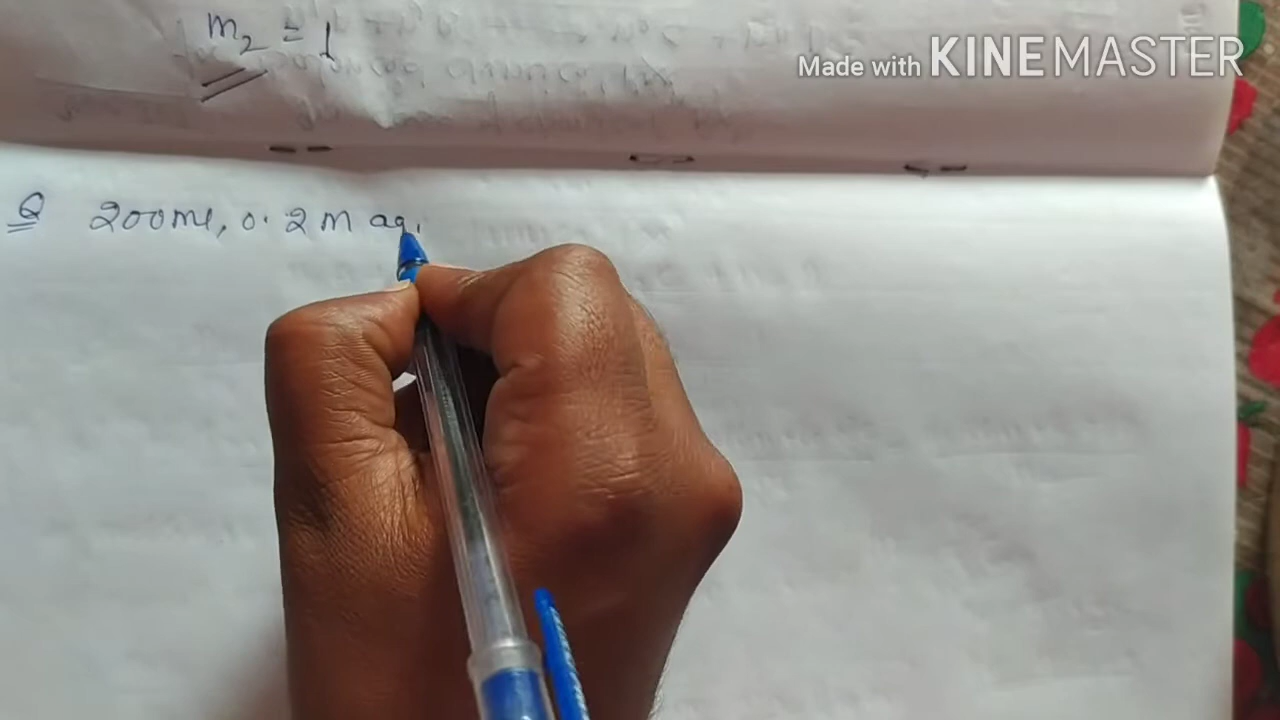 m₂ = 1
Made with KINEMASTER
Q 200ml, 0.2M aq.